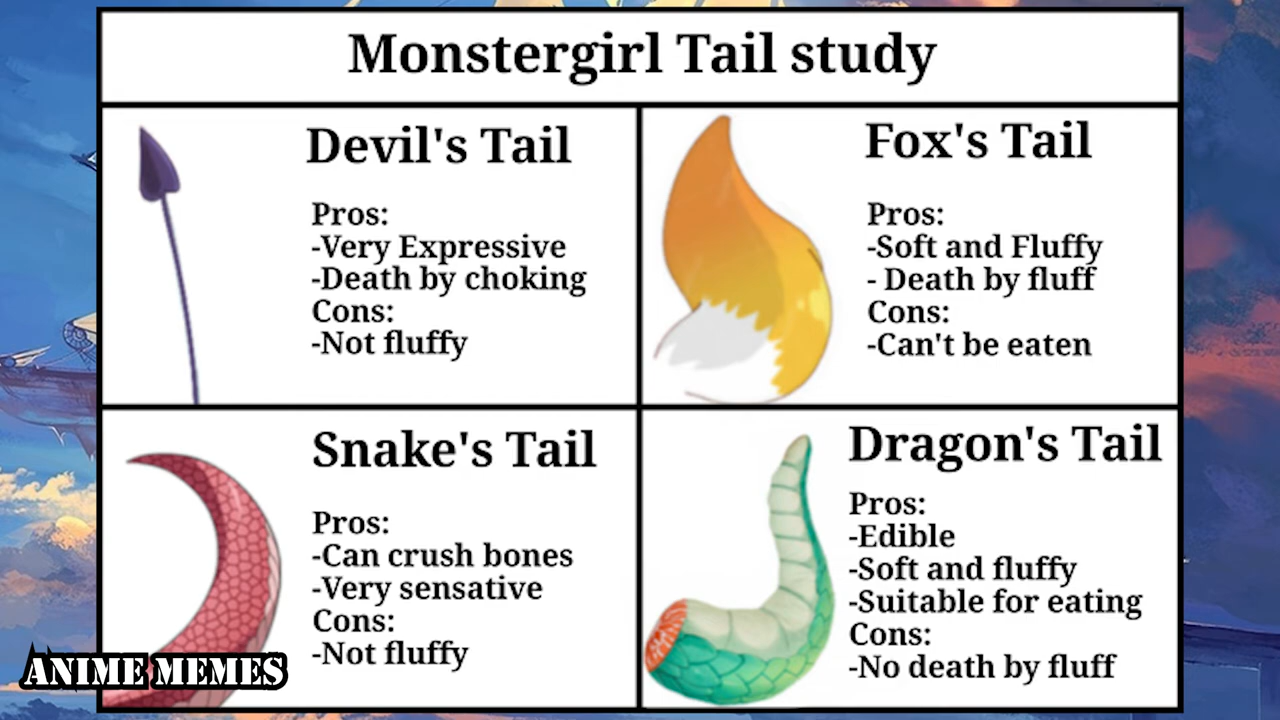 Monstergirl Tail study
Devil's Tail
Pros:
-Very Expressive
-Death by choking
Cons:
-Not fluffy
Fox's Tail
Pros:
-Soft and Fluffy
- Death by fluff
Cons:
-Can't be eaten
Snake's Tail
Pros:
-Can crush bones
-Very sensative
Cons:
-Not fluffy
Dragon's Tail
Pros:
-Edible
-Soft and fluffy
-Suitable for eating
Cons:
-No death by fluff
ANIME MEMES